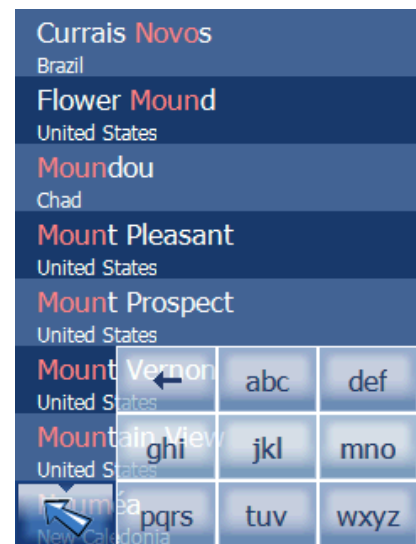 Currais Novos
Brazil
Flower Mound
United States
Moundou
Chad
Mount Pleasant
United States
Mount Prospect
United States
Mount Vernon
United States
Mountain View
United States
Nouméa
New Caledonia
abc def
ghi jkl mno
pqrs tuv wxyz